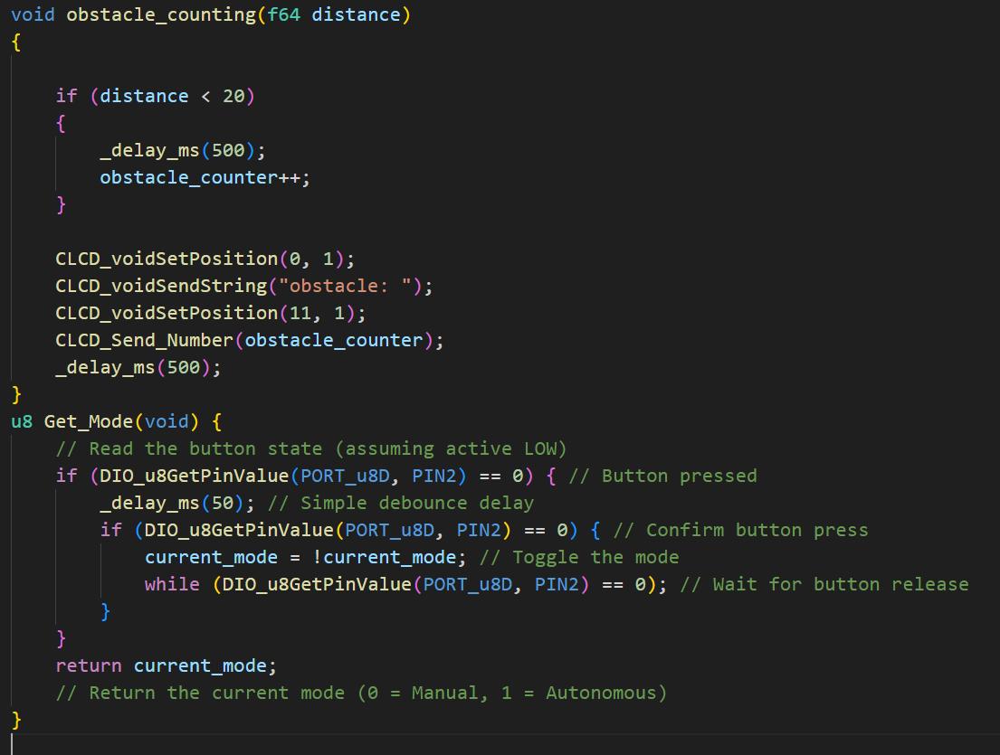 void obstacle_counting(f64 distance)
{
if (distance < 20)
{
_delay_ms(500);
obstacle_counter++;
}
CLCD_voidSetPosition(0, 1);
CLCD_voidSendString("obstacle: ");
CLCD_voidSetPosition(11, 1);
CLCD_Send_Number(obstacle_counter);
_delay_ms(500);
}
u8 Get_Mode(void) {
// Read the button state (assuming active LOW)
if (DIO_u8GetPinValue(PORT_u8D, PIN2) == 0) { // Button pressed
_delay_ms(50); // Simple debounce delay
if (DIO_u8GetPinValue(PORT_u8D, PIN2) == 0) { // Confirm button press
current_mode = !current_mode; // Toggle the mode
while (DIO_u8GetPinValue(PORT_u8D, PIN2) == 0); // Wait for button release
}
}
return current_mode;
// Return the current mode (0 = Manual, 1 = Autonomous)
}